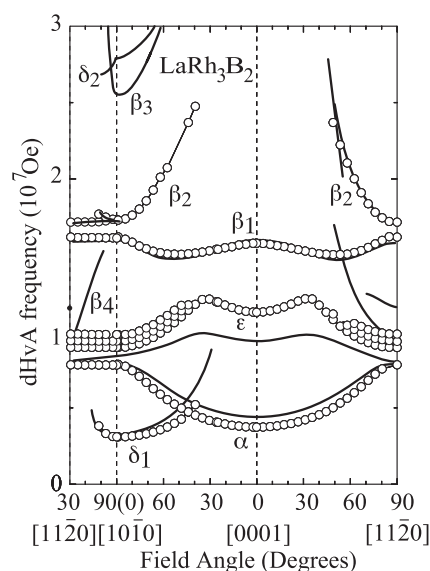 3
LaRh₃B₂
δ₂
β₃
2
β₂
β₂
β₁
β₄
1
ε
δ₁
α
0
dHvA frequency (10⁷Oe)
30 90(0) 60 30 0 30 60 90
[112̄0][101̄0] [0001] [112̄0]
Field Angle (Degrees)